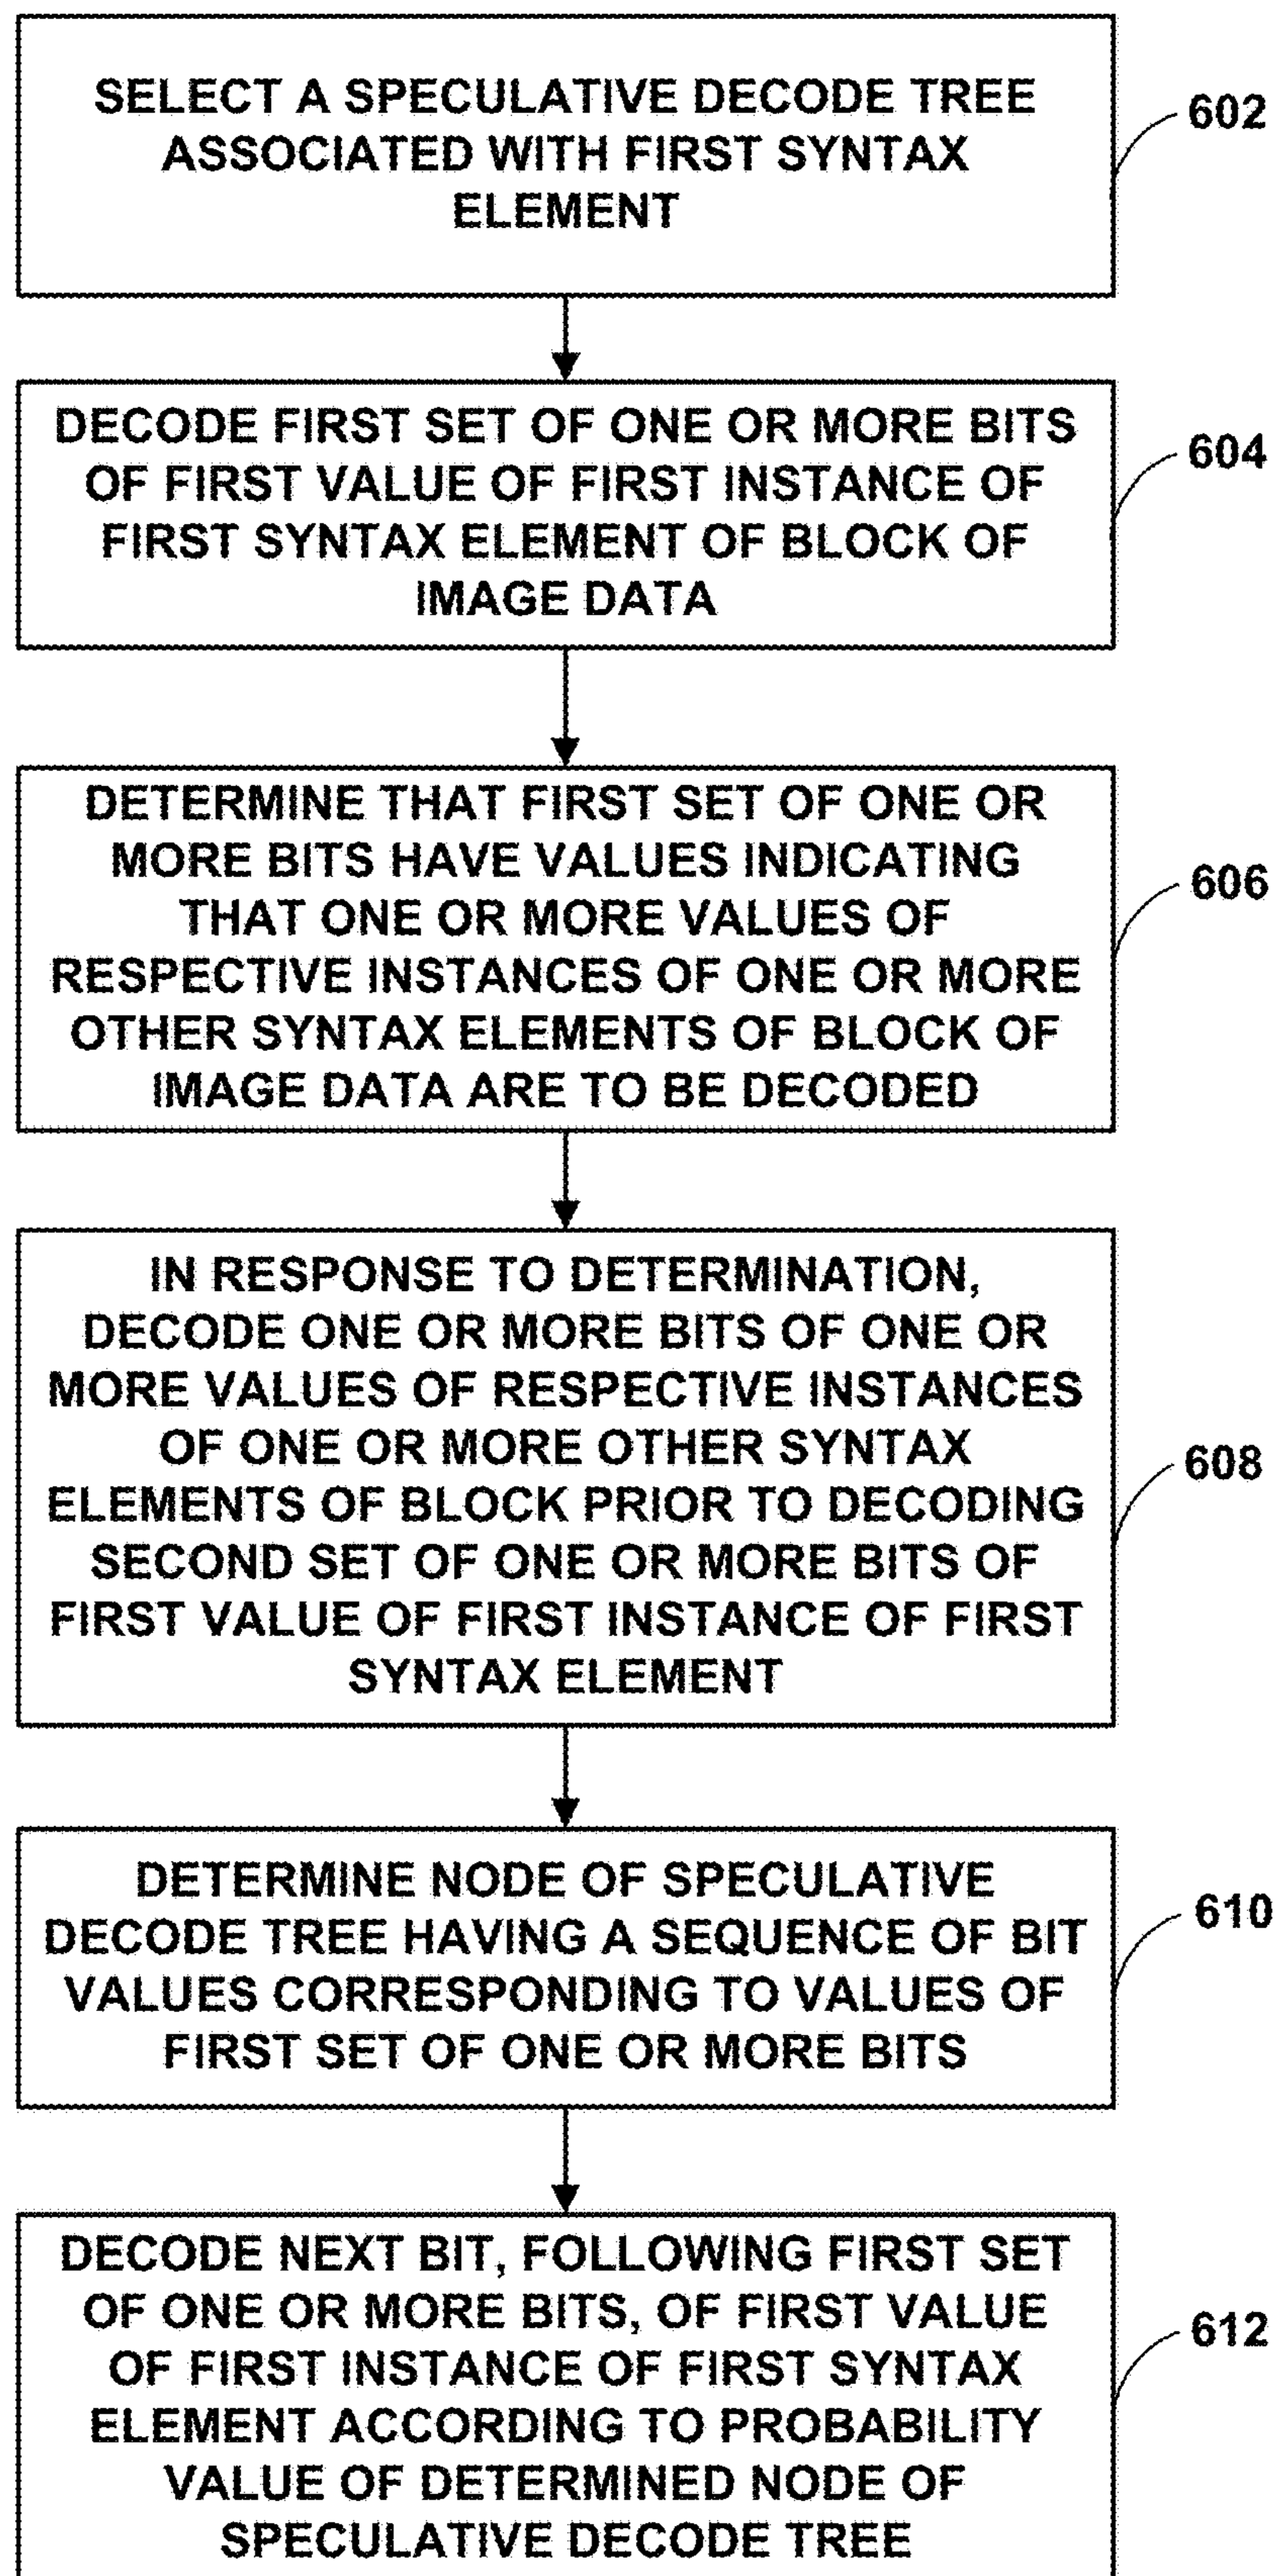 SELECT A SPECULATIVE DECODE TREE
ASSOCIATED WITH FIRST SYNTAX
ELEMENT
602
DECODE FIRST SET OF ONE OR MORE BITS
OF FIRST VALUE OF FIRST INSTANCE OF
FIRST SYNTAX ELEMENT OF BLOCK OF
IMAGE DATA
604
DETERMINE THAT FIRST SET OF ONE OR
MORE BITS HAVE VALUES INDICATING
THAT ONE OR MORE VALUES OF
RESPECTIVE INSTANCES OF ONE OR MORE
OTHER SYNTAX ELEMENTS OF BLOCK OF
IMAGE DATA ARE TO BE DECODED
606
IN RESPONSE TO DETERMINATION,
DECODE ONE OR MORE BITS OF ONE OR
MORE VALUES OF RESPECTIVE INSTANCES
OF ONE OR MORE OTHER SYNTAX
ELEMENTS OF BLOCK PRIOR TO DECODING
SECOND SET OF ONE OR MORE BITS OF
FIRST VALUE OF FIRST INSTANCE OF FIRST
SYNTAX ELEMENT
608
DETERMINE NODE OF SPECULATIVE
DECODE TREE HAVING A SEQUENCE OF BIT
VALUES CORRESPONDING TO VALUES OF
FIRST SET OF ONE OR MORE BITS
610
DECODE NEXT BIT, FOLLOWING FIRST SET
OF ONE OR MORE BITS, OF FIRST VALUE
OF FIRST INSTANCE OF FIRST SYNTAX
ELEMENT ACCORDING TO PROBABILITY
VALUE OF DETERMINED NODE OF
SPECULATIVE DECODE TREE
612